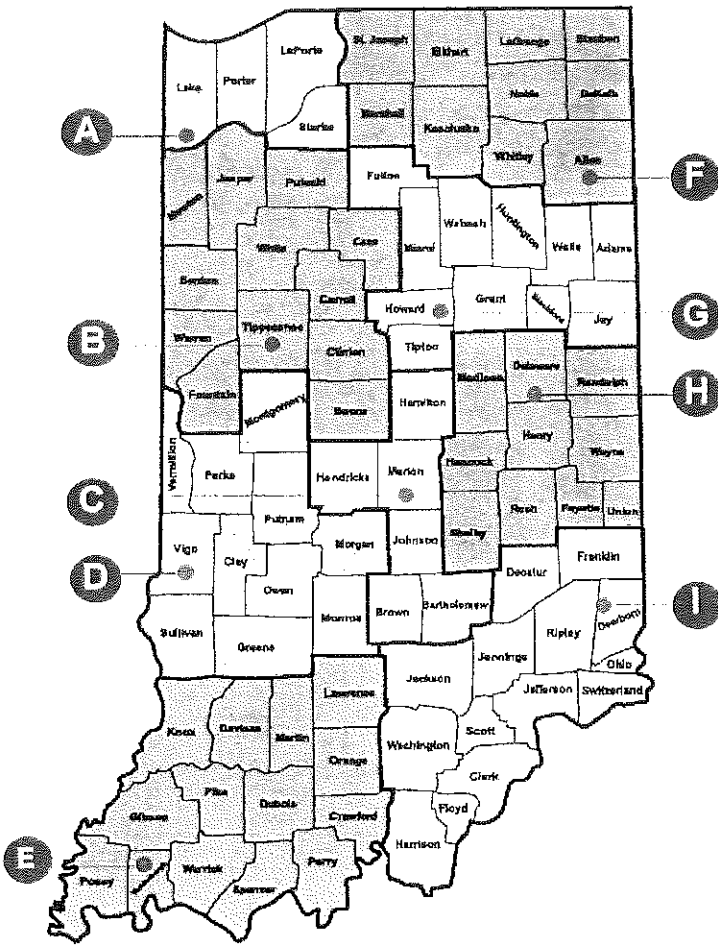 St. Joseph
Elkhart
LaGrange
Steuben
LaPorte
Lake
Porter
Noble
DeKalb
A
Starke
Marshall
Kosciusko
Whitley
Allen
F
Newton
Jasper
Pulaski
Fulton
Wabash
Huntington
Miami
Wells
Adams
White
Cass
Benton
Carroll
Howard
Grant
G
Jay
B
Warren
Tippecanoe
Clinton
Tipton
Madison
Delaware
Randolph
H
Fountain
Montgomery
Boone
Hamilton
Henry
Wayne
Vermillion
Parke
Hendricks
Marion
Hancock
C
Putnam
Rush
Fayette
Union
Shelby
Vigo
Clay
Morgan
Johnson
Franklin
D
Owen
Decatur
I
Sullivan
Greene
Monroe
Brown
Bartholomew
Ripley
Dearborn
Jennings
Ohio
Jackson
Jefferson
Switzerland
Knox
Daviess
Martin
Lawrence
Scott
Washington
Orange
Clark
Gibson
Pike
Dubois
Crawford
Floyd
Harrison
E
Posey
Warrick
Spencer
Perry